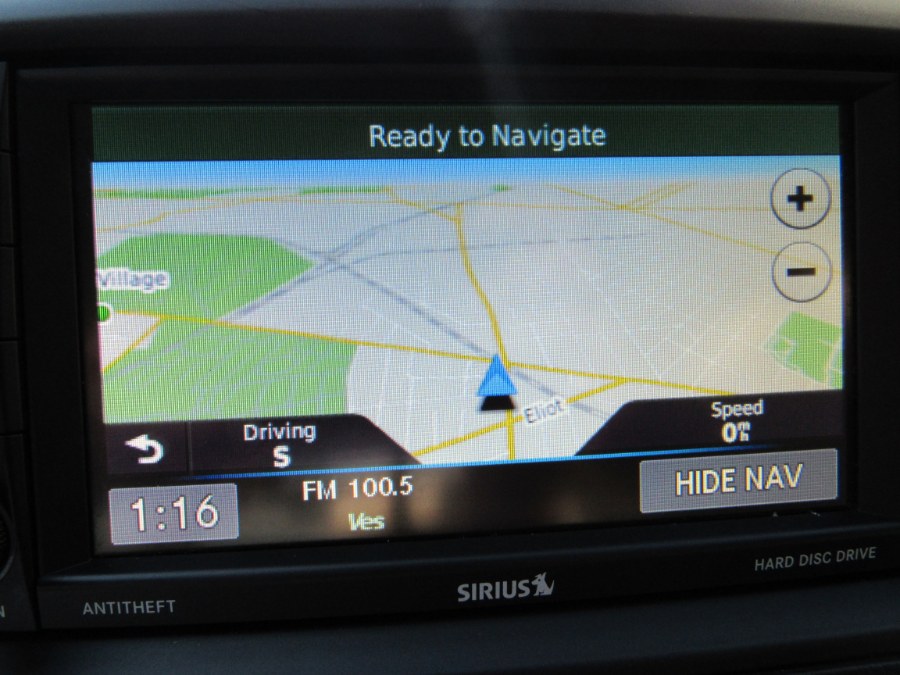 Ready to Navigate
+
−
Village
Eliot
Driving
S
Speed
FM 100.5
HIDE NAV
1:16
SIRIUS
HARD DISC DRIVE
ANTITHEFT